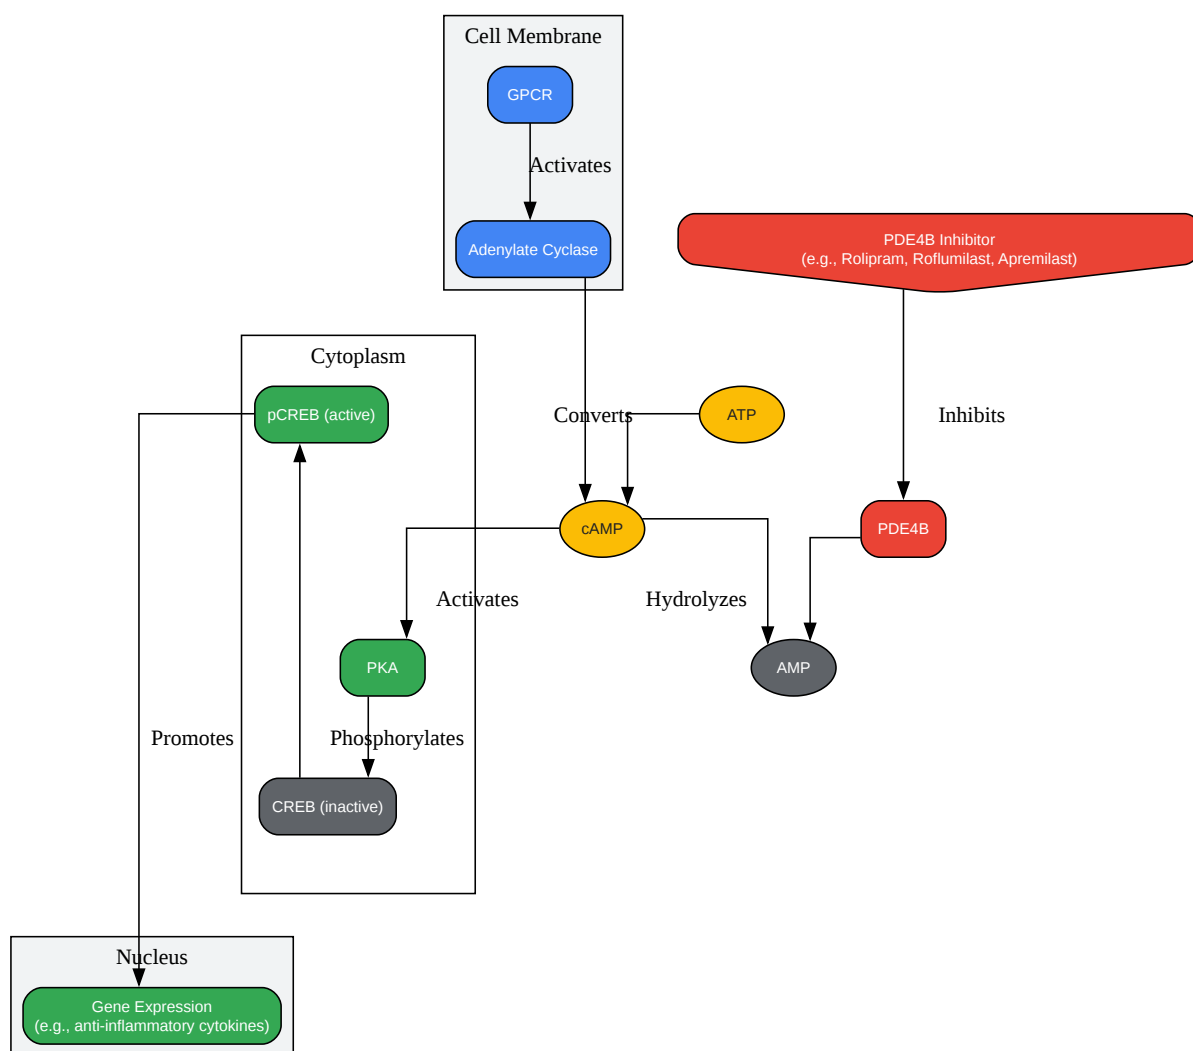 Cell Membrane
GPCR
Activates
Adenylate Cyclase
PDE4B Inhibitor
(e.g., Rolipram, Roflumilast, Apremilast)
Cytoplasm
pCREB (active)
Converts
ATP
Inhibits
cAMP
PDE4B
Activates
Hydrolyzes
PKA
AMP
Promotes
Phosphorylates
CREB (inactive)
Nucleus
Gene Expression
(e.g., anti-inflammatory cytokines)